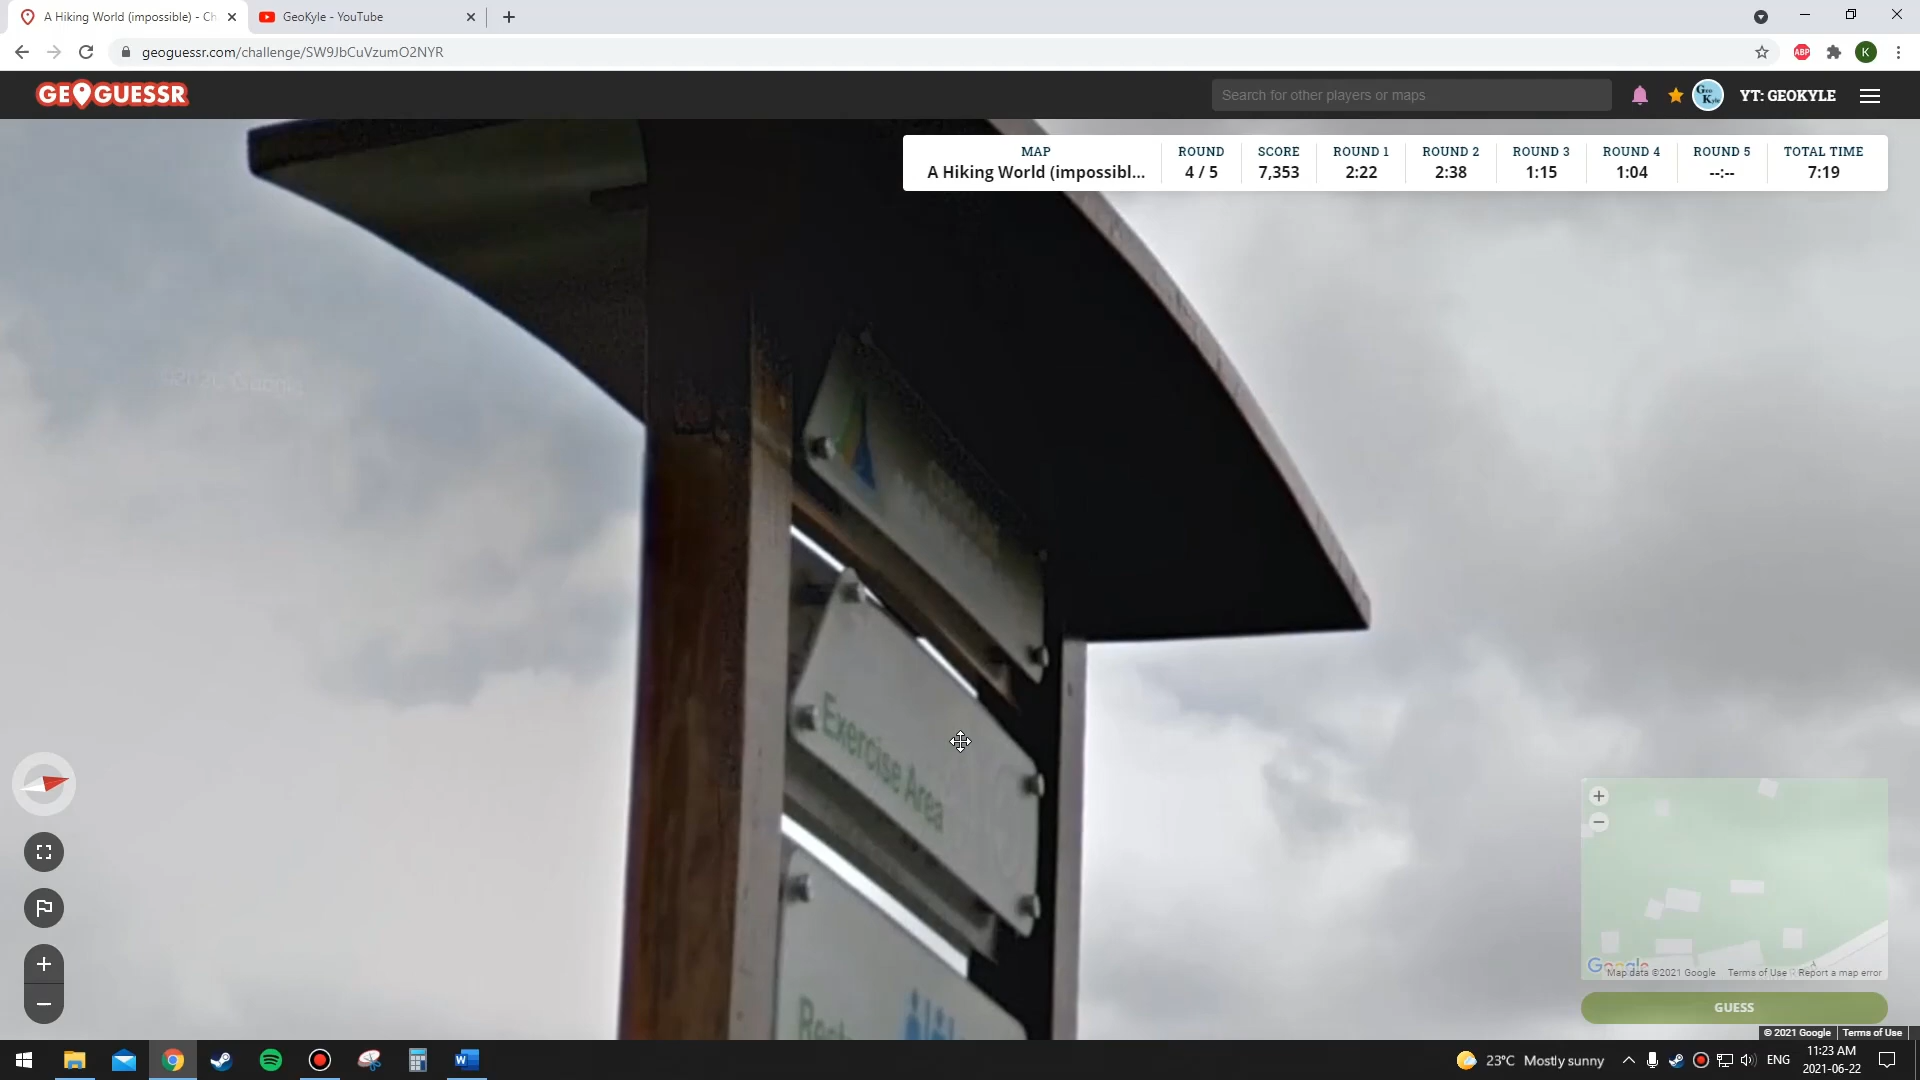 A Hiking World (impossible) - Ch
GeoKyle - YouTube
geoguessr.com/challenge/SW9JbCuVzumO2NYR
ABP
K
GEOGUESSR
Search for other players or maps
Geo
Kyle
YT: GEOKYLE
MAP
ROUND
SCORE
ROUND 1
ROUND 2
ROUND 3
ROUND 4
ROUND 5
TOTAL TIME
A Hiking World (impossibl...
4 / 5
7,353
2:22
2:38
1:15
1:04
--:--
7:19
Exercise Area
Google
Map data ©2021 Google
Terms of Use
Report a map error
GUESS
© 2021 Google
Terms of Use
23°C Mostly sunny
ENG
11:23 AM
2021-06-22